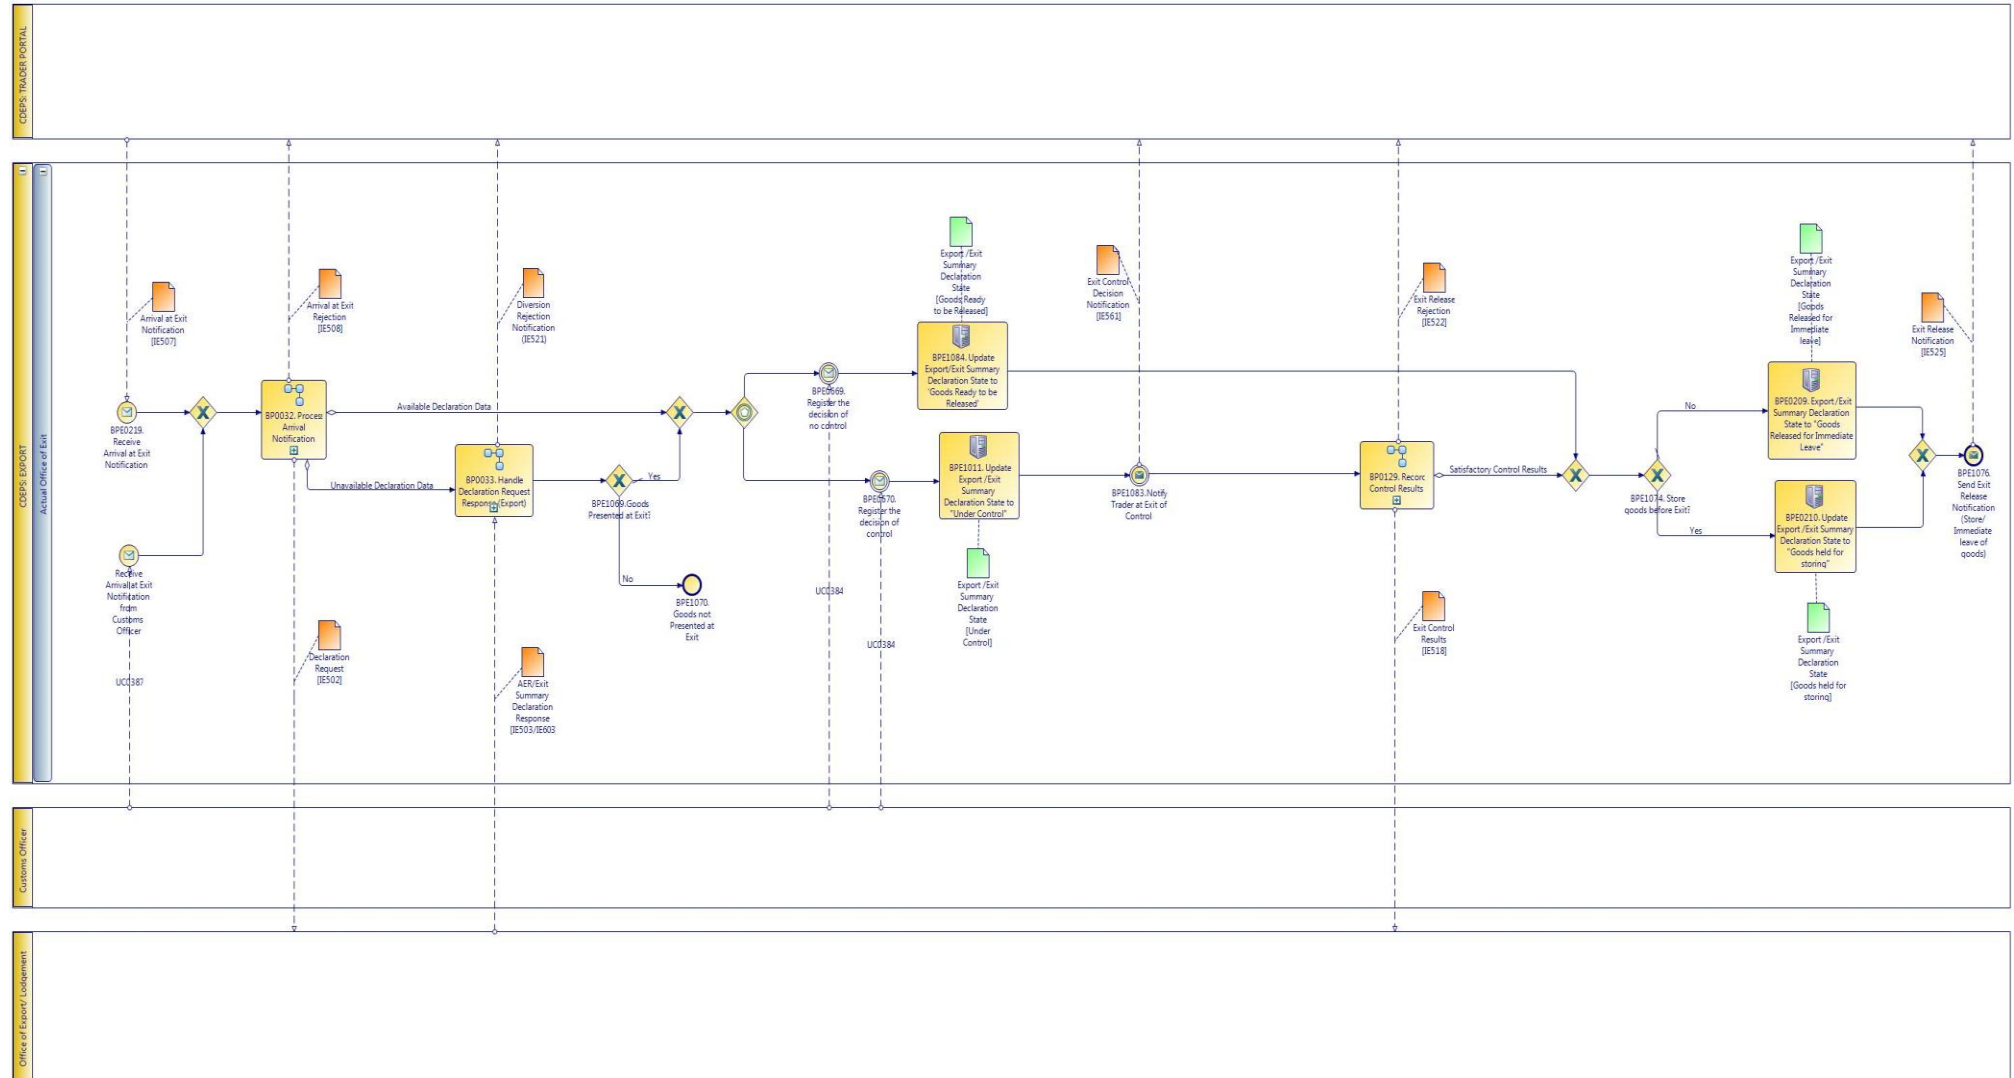 CDEPS: TRADER PORTAL
CDEPS: EXPORT
Actual Office of Exit
Arrival at Exit
Notification
[IE507]
BPE0219.
Receive
Arrival at Exit
Notification
Receive
Arrival at Exit
Notification
from
Customs
Officer
UC0387
Arrival at Exit
Rejection
[IE508]
BP0032. Process
Arrival
Notification
Available Declaration Data
Unavailable Declaration Data
Declaration
Request
[IE502]
Diversion
Rejection
Notification
(IE521)
BP0033. Handle
Declaration Request
Response(Export)
AER/Exit
Summary
Declaration
Response
[IE503/IE603
Yes
BPE1069.Goods
Presented at Exit?
No
BPE1070.
Goods not
Presented at
Exit
BPE0669.
Register the
decision of
no control
UC0384
BPE0670.
Register the
decision of
control
UC0384
Export /Exit
Summary
Declaration
State
[Goods Ready
to be Released]
BPE1084. Update
Export/Exit Summary
Declaration State to
'Goods Ready to be
Released'
BPE1011. Update
Export /Exit
Summary
Declaration State to
"Under Control"
Export /Exit
Summary
Declaration
State
[Under
Control]
Exit Control
Decision
Notification
[IE561]
BPE1083.Notify
Trader at Exit of
Control
Exit Release
Rejection
[IE522]
BP0129. Record
Control Results
Satisfactory Control Results
Exit Control
Results
[IE518]
BPE1074. Store
goods before Exit?
No
Yes
Export /Exit
Summary
Declaration
State
[Goods
Released for
Immediate
leave]
BPE0209. Export /Exit
Summary Declaration
State to "Goods
Released for Immediate
Leave"
BPE0210. Update
Export /Exit Summary
Declaration State to
"Goods held for
storing"
Export /Exit
Summary
Declaration
State
[Goods held for
storing]
Exit Release
Notification
[IE525]
BPE1076.
Send Exit
Release
Notification
(Store/
Immediate
leave of
goods)
Customs Officer
Office of Export/ Lodgement